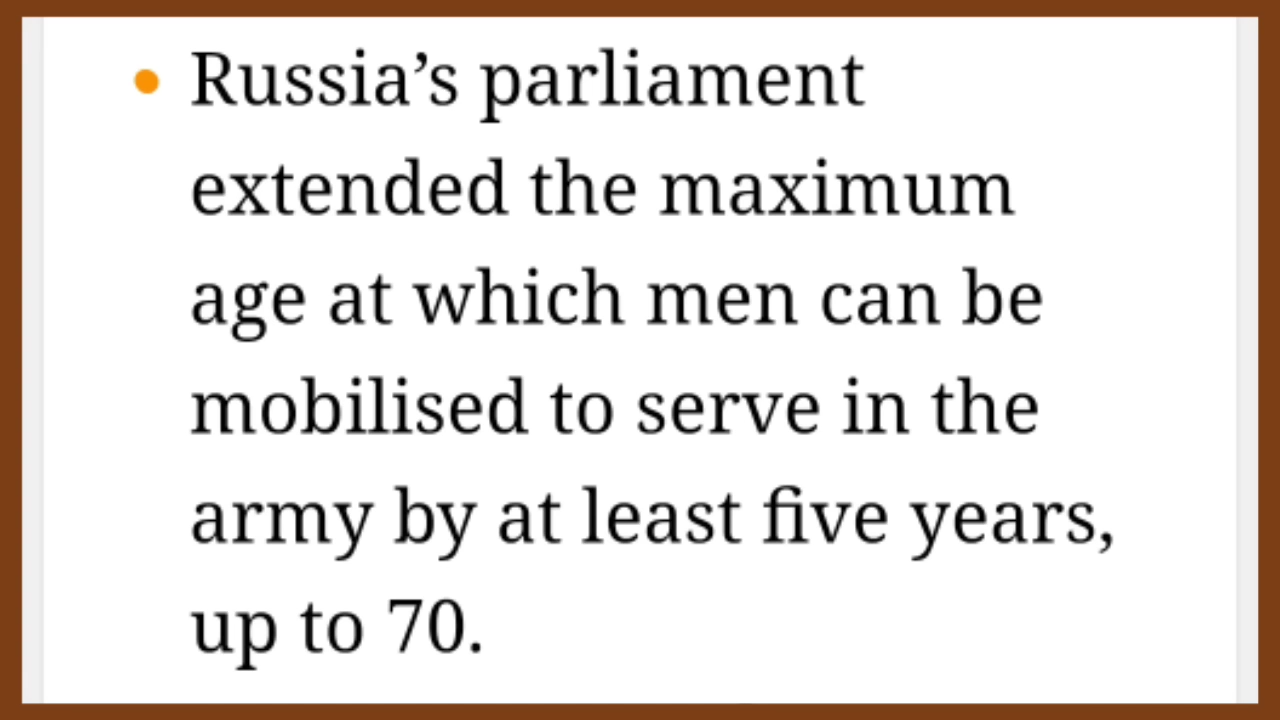 Russia’s parliament
extended the maximum
age at which men can be
mobilised to serve in the
army by at least five years,
up to 70.